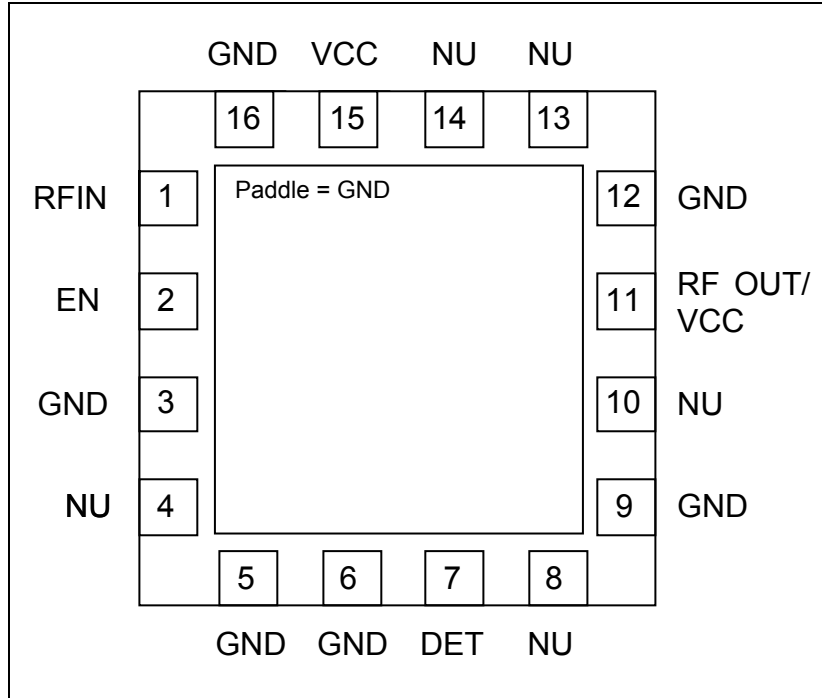 GND VCC NU NU
16 15 14 13
Paddle = GND
RFIN 1 12 GND
EN 2 11 RF OUT/
VCC
GND 3 10 NU
NU 4 9 GND
5 6 7 8
GND GND DET NU